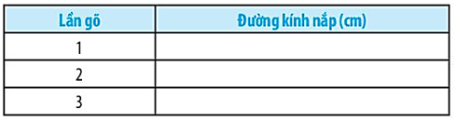 Lần gõ Đường kính nắp (cm)
1
2
3